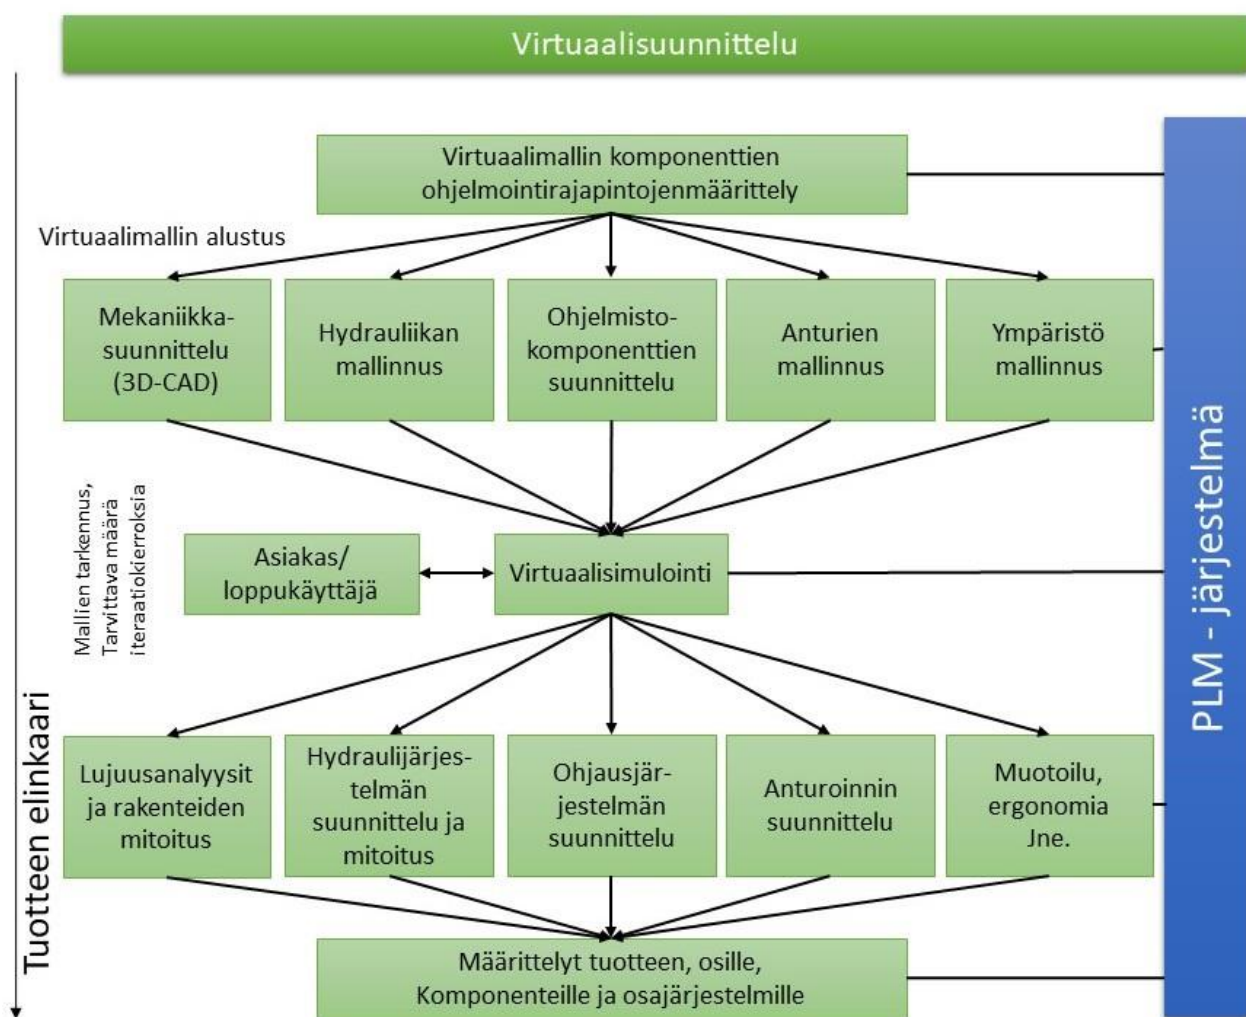 Virtuaalisuunnittelu
Virtuaalimallin komponenttien
ohjelmointirajapintojenmäärittely
Virtuaalimallin alustus
Mekaniikka-
suunnittelu
(3D-CAD)
Hydrauliikan
mallinnus
Ohjelmisto-
komponenttien
suunnittelu
Anturien
mallinnus
Ympäristö
mallinnus
Mallien tarkennus,
Tarvittava määrä
iteraatiokierroksia
Asiakas/
loppukäyttäjä
Virtuaalisimulointi
PLM - järjestelmä
Tuotteen elinkaari
Lujuusanalyysit
ja rakenteiden
mitoitus
Hydraulijärjes-
telmän
suunnittelu ja
mitoitus
Ohjausjär-
jestelmän
suunnittelu
Anturoinnin
suunnittelu
Muotoilu,
ergonomia
Jne.
Määrittelyt tuotteen, osille,
Komponenteille ja osajärjestelmille